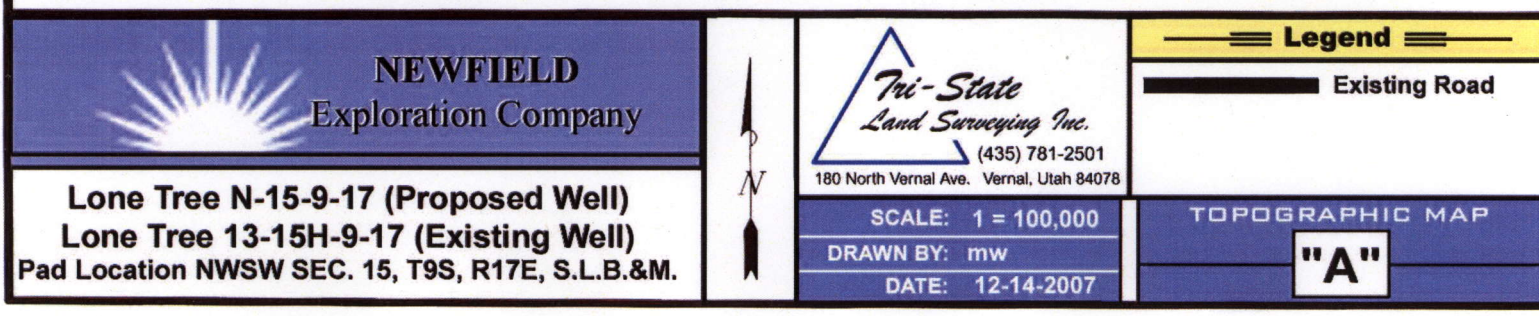 NEWFIELD
Exploration Company
Lone Tree N-15-9-17 (Proposed Well)
Lone Tree 13-15H-9-17 (Existing Well)
Pad Location NWSW SEC. 15, T9S, R17E, S.L.B.&M.
N
Tri-State
Land Surveying Inc.
(435) 781-2501
180 North Vernal Ave. Vernal, Utah 84078
SCALE: 1 = 100,000
DRAWN BY: mw
DATE: 12-14-2007
Legend
Existing Road
TOPOGRAPHIC MAP
"A"